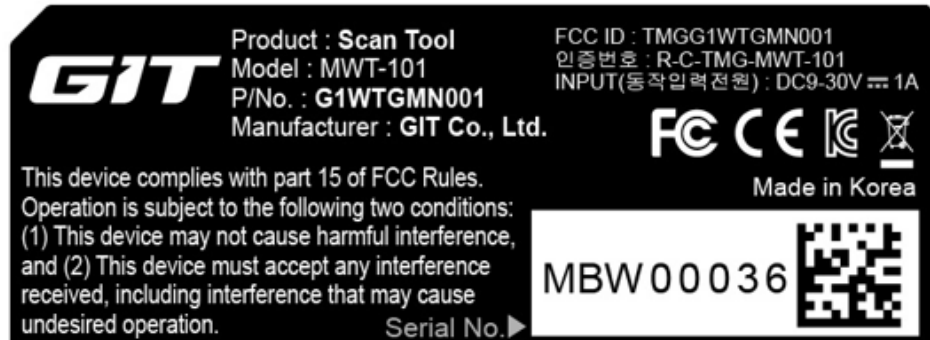 GIT
Product : Scan Tool
Model : MWT-101
P/No. : G1WTGMN001
Manufacturer : GIT Co., Ltd.
FCC ID : TMGG1WTGMN001
인증번호 : R-C-TMG-MWT-101
INPUT(동작입력전원) : DC9-30V ⎓ 1A
FC CE
Made in Korea
This device complies with part 15 of FCC Rules.
Operation is subject to the following two conditions:
(1) This device may not cause harmful interference,
and (2) This device must accept any interference
received, including interference that may cause
undesired operation.
Serial No.▶
MBW00036